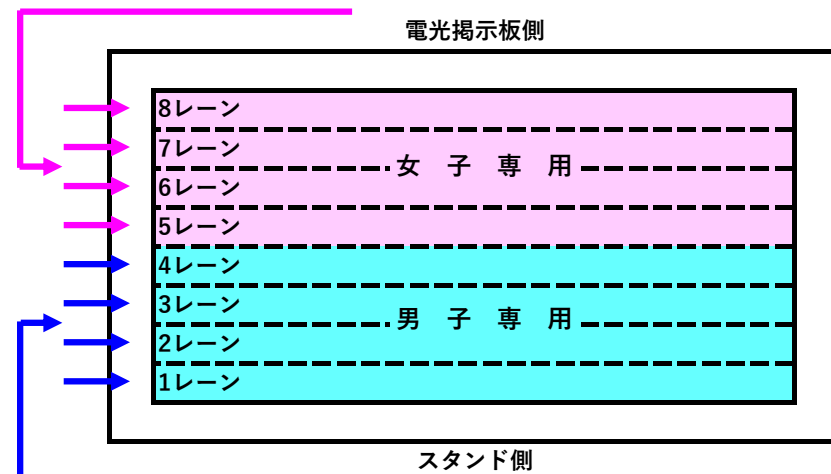 電光掲示板側
8レーン
7レーン
女 子 専 用
6レーン
5レーン
4レーン
3レーン
男 子 専 用
2レーン
1レーン
スタンド側